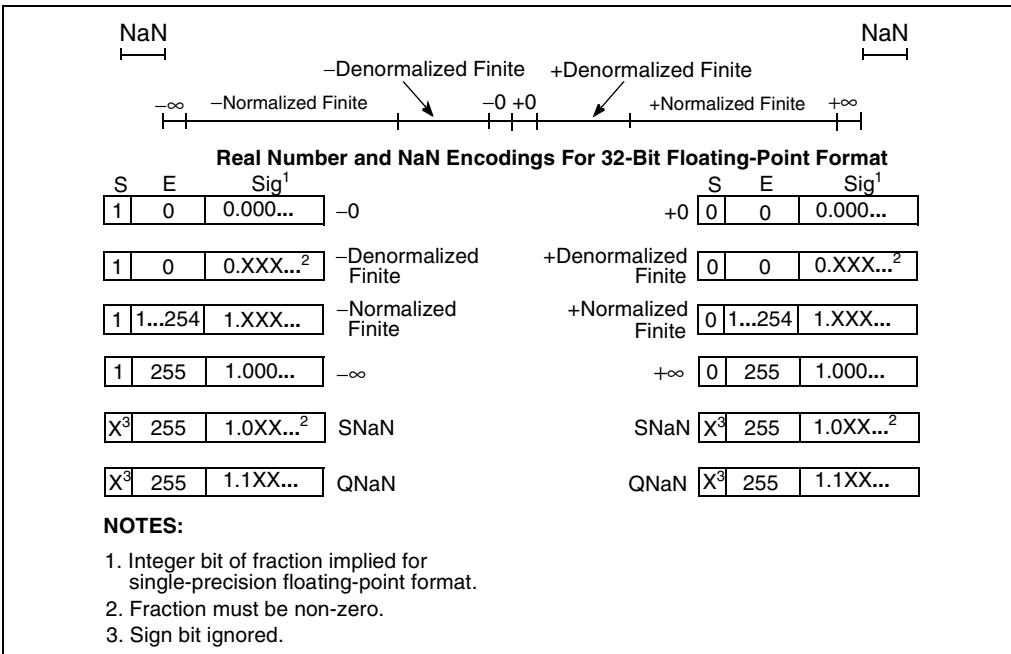 NaN NaN
−Denormalized Finite +Denormalized Finite
−∞ −Normalized Finite −0 +0 +Normalized Finite +∞
Real Number and NaN Encodings For 32-Bit Floating-Point Format
S E Sig1 S E Sig1
1 0 0.000... −0 +0 0 0 0.000...
1 0 0.XXX...2 −Denormalized Finite +Denormalized Finite 0 0 0.XXX...2
1 1...254 1.XXX... −Normalized Finite +Normalized Finite 0 1...254 1.XXX...
1 255 1.000... −∞ +∞ 0 255 1.000...
X3 255 1.0XX...2 SNaN SNaN X3 255 1.0XX...2
X3 255 1.1XX... QNaN QNaN X3 255 1.1XX...
NOTES:
1. Integer bit of fraction implied for
single-precision floating-point format.
2. Fraction must be non-zero.
3. Sign bit ignored.